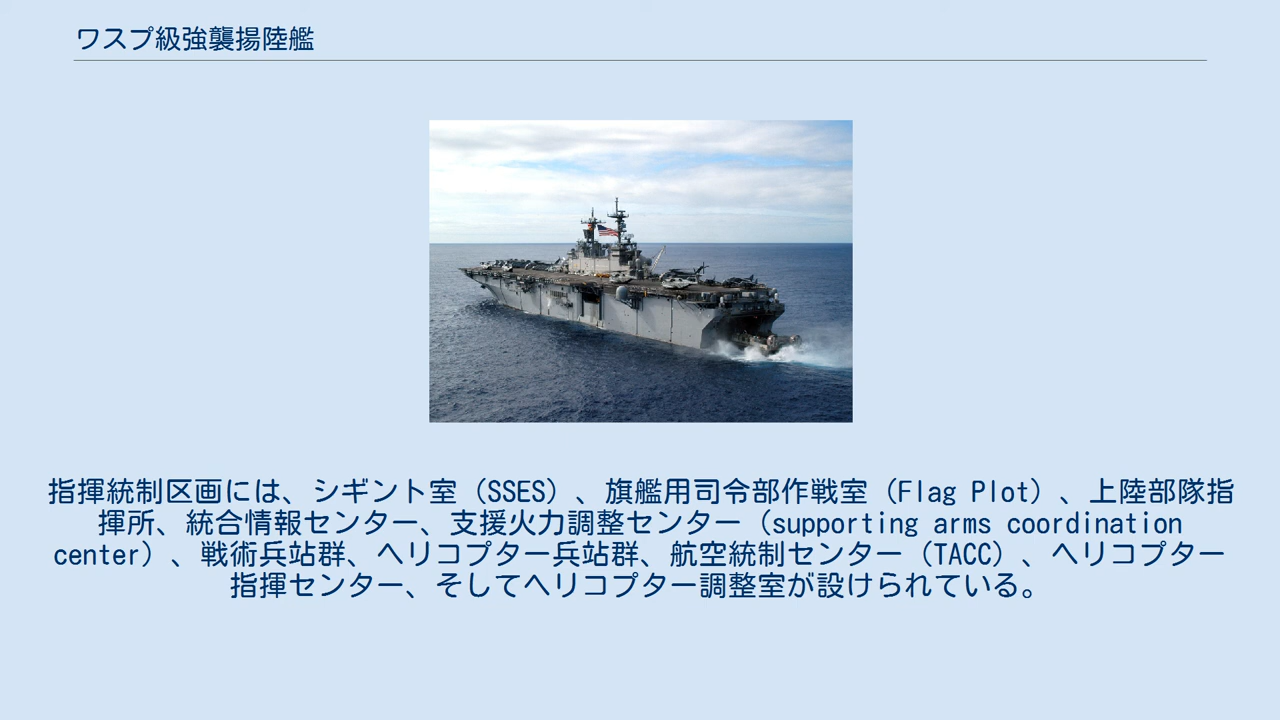 ワスプ級強襲揚陸艦
指揮統制区画には、シギント室（SSES）、旗艦用司令部作戦室（Flag Plot）、上陸部隊指
揮所、統合情報センター、支援火力調整センター（supporting arms coordination
center）、戦術兵站群、ヘリコプター兵站群、航空統制センター（TACC）、ヘリコプター
指揮センター、そしてヘリコプター調整室が設けられている。